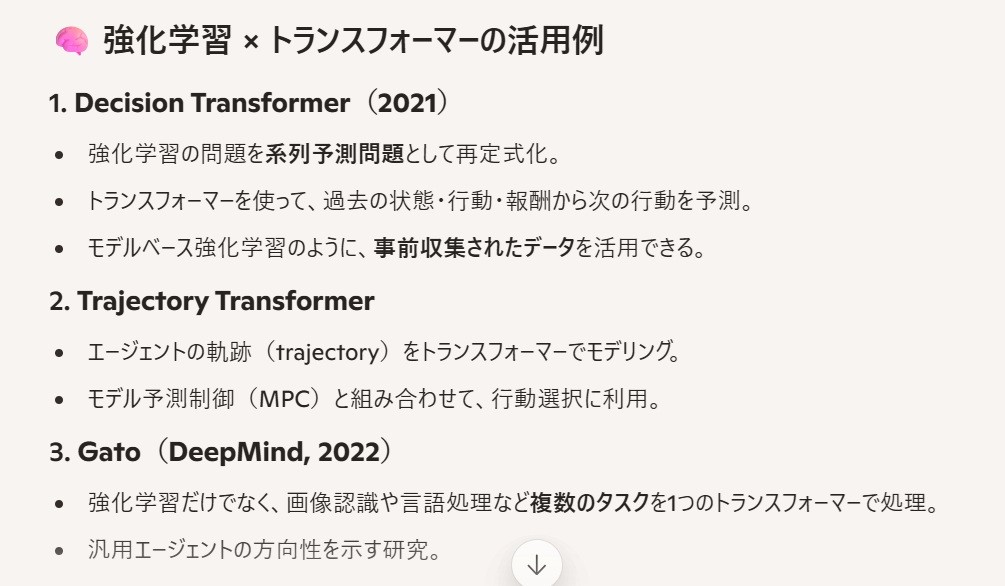 🧠 強化学習 × トランスフォーマーの活用例
1. Decision Transformer（2021）
• 強化学習の問題を系列予測問題として再定式化。
• トランスフォーマーを使って、過去の状態・行動・報酬から次の行動を予測。
• モデルベース強化学習のように、事前収集されたデータを活用できる。
2. Trajectory Transformer
• エージェントの軌跡（trajectory）をトランスフォーマーでモデリング。
• モデル予測制御（MPC）と組み合わせて、行動選択に利用。
3. Gato（DeepMind, 2022）
• 強化学習だけでなく、画像認識や言語処理など複数のタスクを1つのトランスフォーマーで処理。
• 汎用エージェントの方向性を示す研究。